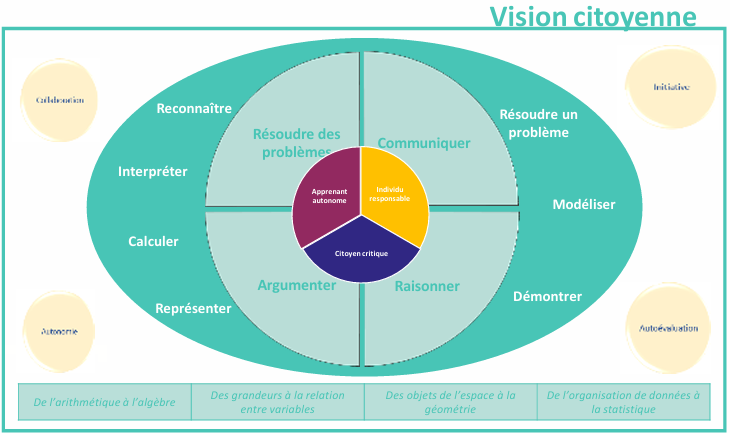 Vision citoyenne
Collaboration
Initiative
Reconnaître
Interpréter
Calculer
Représenter
Résoudre des
problèmes
Communiquer
Argumenter
Raisonner
Apprenant
autonome
Individu
responsable
Citoyen critique
Résoudre un
problème
Modéliser
Démontrer
Autonomie
Autoévaluation
De l'arithmétique à l'algèbre
Des grandeurs à la relation
entre variables
Des objets de l'espace à la
géométrie
De l'organisation de données à
la statistique